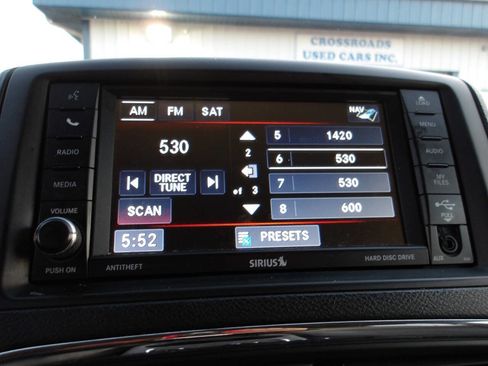 CROSSROADS
USED CARS INC.
AM FM SAT NAV
530
2
of 3
DIRECT
TUNE
SCAN
5 1420
6 530
7 530
8 600
5:52
PRESETS
RADIO
MEDIA
VOLUME
PUSH ON
ANTITHEFT
SIRIUS
HARD DISC DRIVE
LOAD
MENU
AUDIO
MY
FILES
PULL
AUX